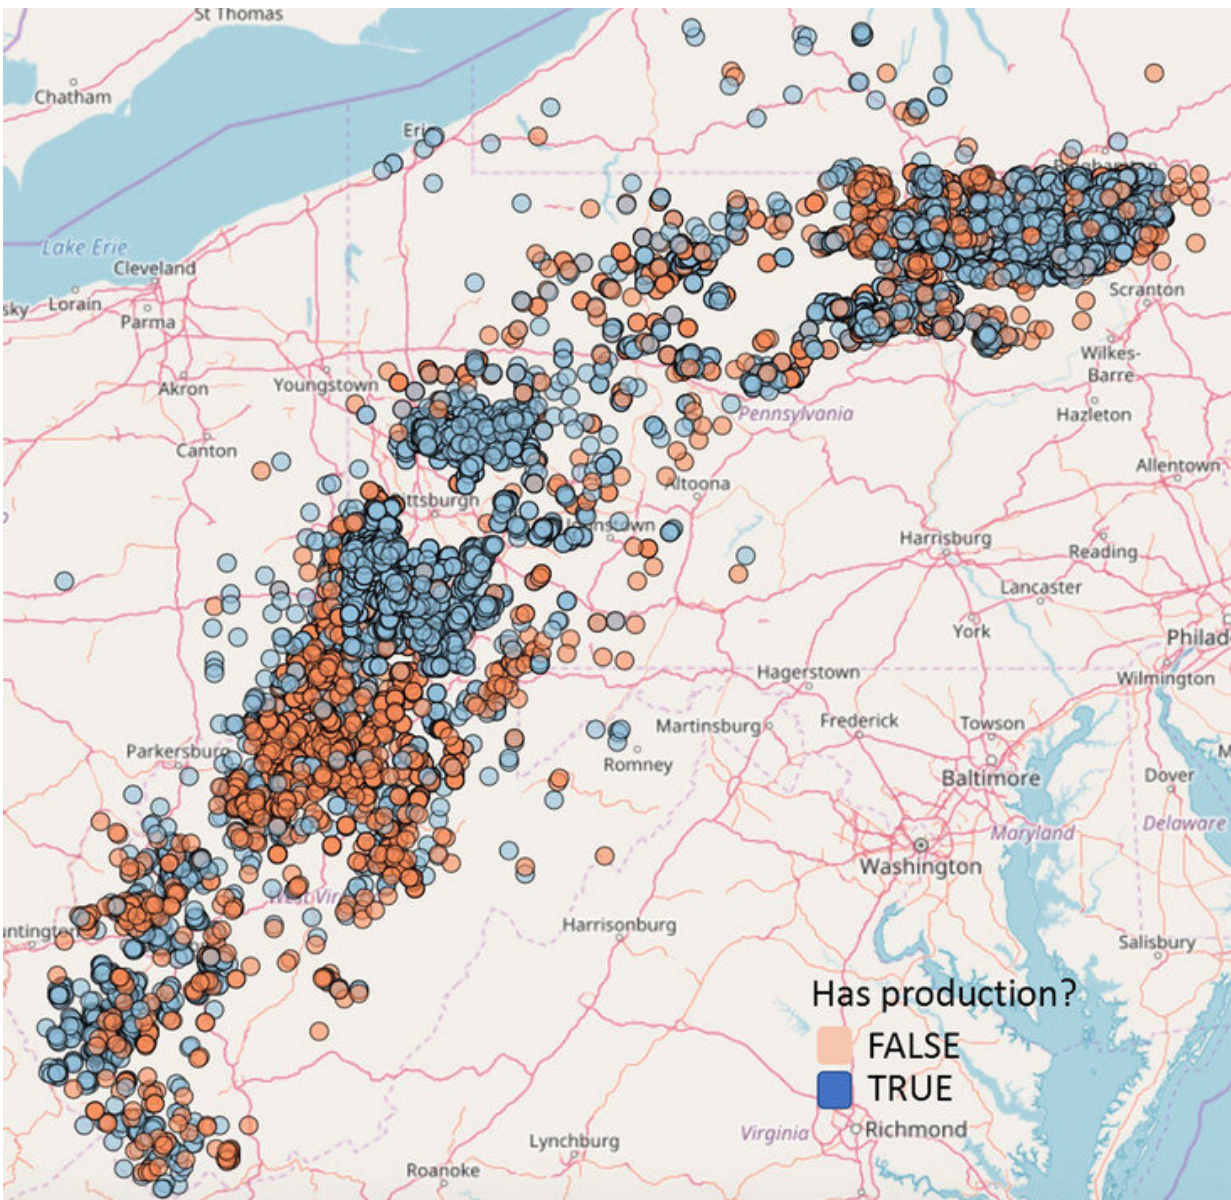 St Thomas
Chatham
Lake Erie
Cleveland
sky
Lorain
Parma
Akron
Youngstown
Canton
Scranton
Wilkes-
Barre
Hazleton
Pennsylvania
Allentown
Altoona
Harrisburg
Reading
Lancaster
York
Philad
Wilmington
Hagerstown
Martinsburg
Frederick
Towson
Parkersburg
Romney
Baltimore
Dover
Maryland
Delaware
Washington
Harrisonburg
Salisbury
Has production?
FALSE
TRUE
Virginia
Richmond
Lynchburg
Roanoke